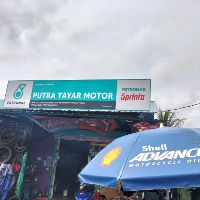 PETRONAS
PUTRA TAYAR MOTOR
PETRONAS
Sprinta
Shell
ADVANCE
MOTORCYCLE OIL